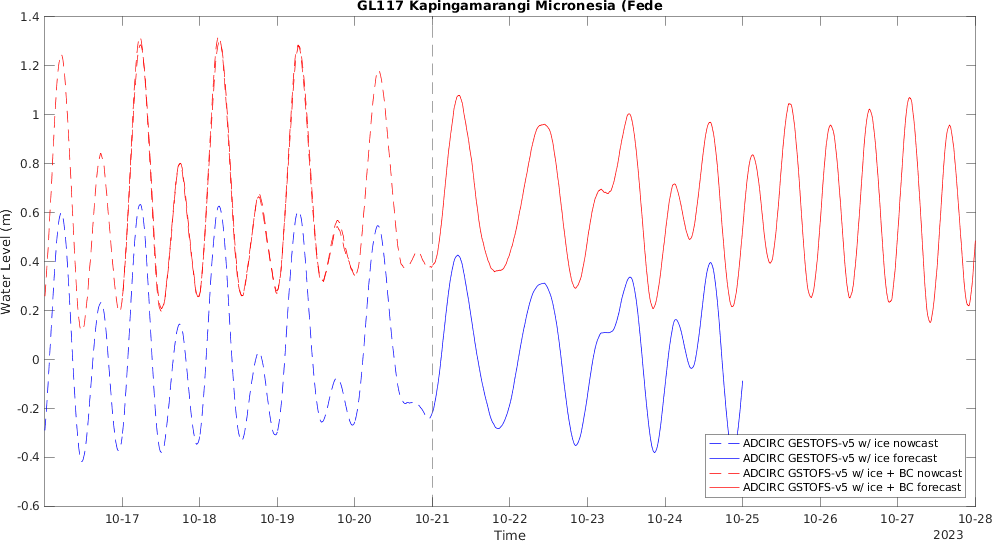 GL117 Kapingamarangi Micronesia (Fede
1.4
1.2
1
0.8
0.6
0.4
0.2
0
-0.2
-0.4
-0.6
Water Level (m)
ADCIRC GESTOFS-v5 w/ ice nowcast
ADCIRC GESTOFS-v5 w/ ice forecast
ADCIRC GSTOFS-v5 w/ ice + BC nowcast
ADCIRC GSTOFS-v5 w/ ice + BC forecast
10-17 10-18 10-19 10-20 10-21 10-22 10-23 10-24 10-25 10-26 10-27 10-28
Time
2023